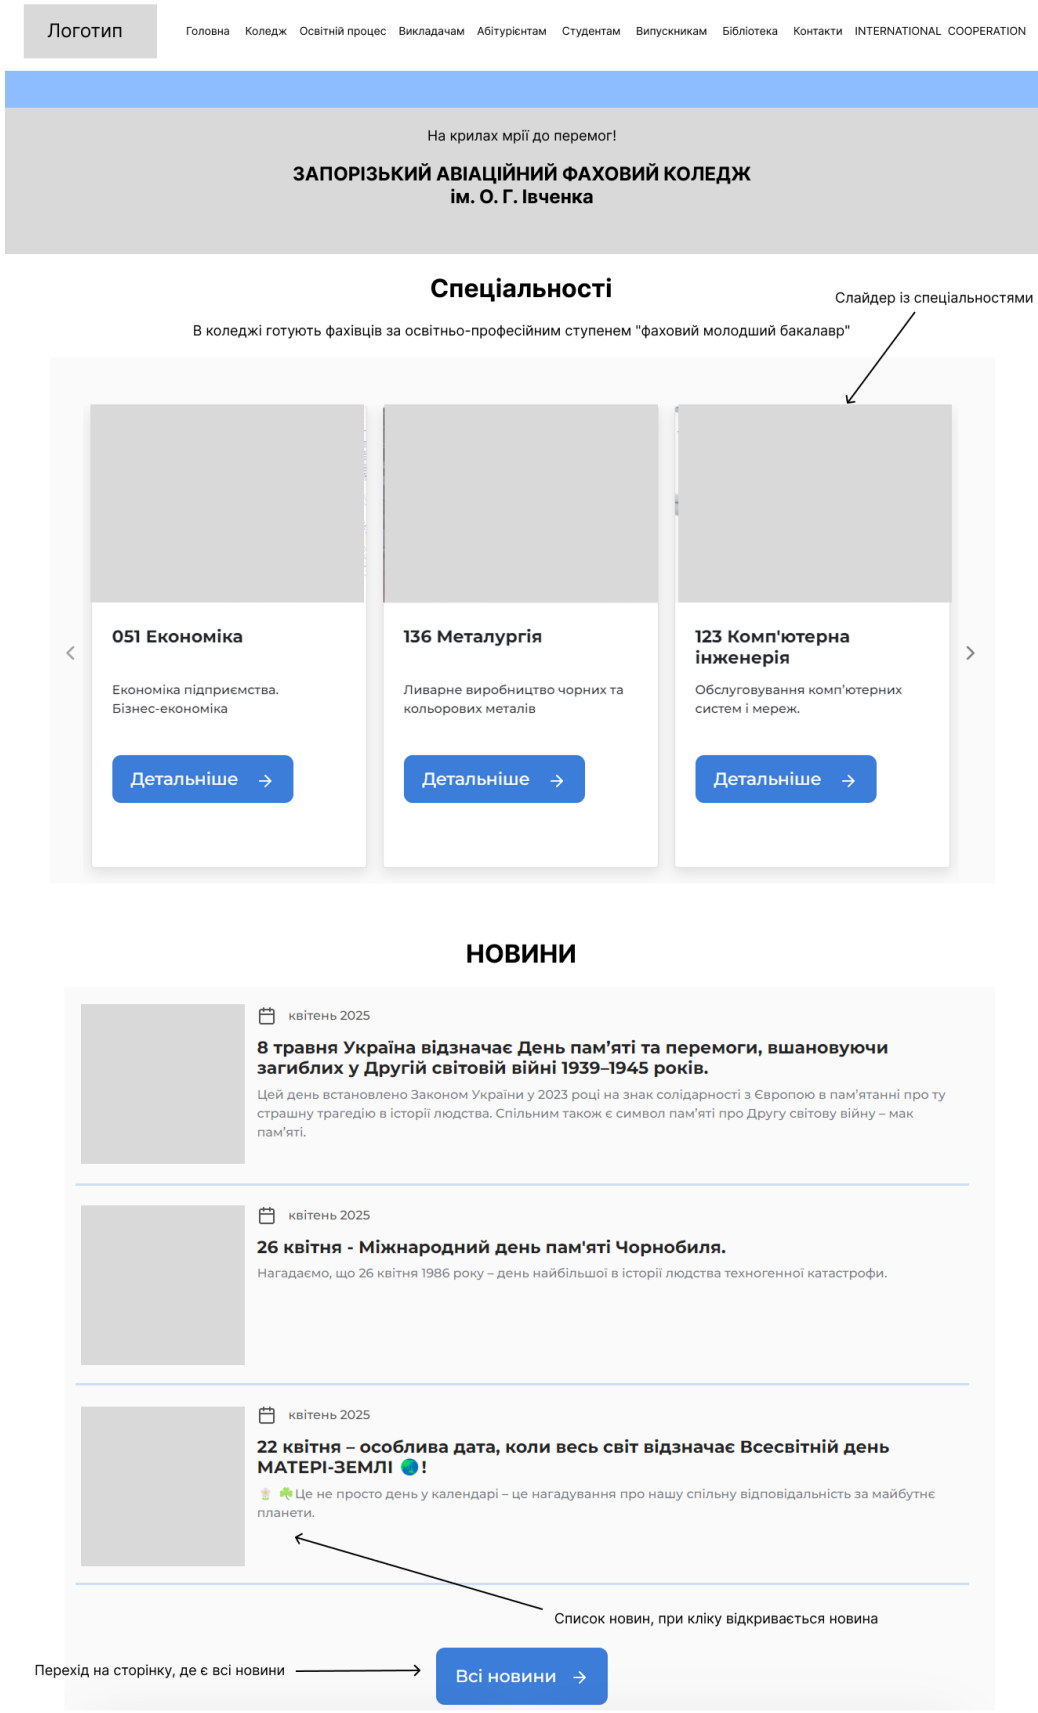 Логотип
Головна Коледж Освітній процес Викладачам Абітурієнтам Студентам Випускникам Бібліотека Контакти INTERNATIONAL COOPERATION
На крилах мрії до перемог!
ЗАПОРІЗЬКИЙ АВІАЦІЙНИЙ ФАХОВИЙ КОЛЕДЖ
ім. О. Г. Івченка
Спеціальності
Слайдер із спеціальностями
В коледжі готують фахівців за освітньо-професійним ступенем "фаховий молодший бакалавр"
051 Економіка
Економіка підприємства.
Бізнес-економіка
Детальніше
136 Металургія
Ливарне виробництво чорних та
кольорових металів
Детальніше
123 Комп'ютерна
інженерія
Обслуговування комп'ютерних
систем і мереж.
Детальніше
НОВИНИ
квітень 2025
8 травня Україна відзначає День пам’яті та перемоги, вшановуючи
загиблих у Другій світовій війні 1939–1945 років.
Цей день встановлено Законом України у 2023 році на знак солідарності з Європою в пам’ятанні про ту
страшну трагедію в історії людства. Спільним також є символ пам’яті про Другу світову війну – мак
пам’яті.
квітень 2025
26 квітня - Міжнародний день пам'яті Чорнобиля.
Нагадаємо, що 26 квітня 1986 року – день найбільшої в історії людства техногенної катастрофи.
квітень 2025
22 квітня – особлива дата, коли весь світ відзначає Всесвітній день
МАТЕРІ-ЗЕМЛІ 🌏!
Це не просто день у календарі – це нагадування про нашу спільну відповідальність за майбутнє
планети.
Список новин, при кліку відкривається новина
Перехід на сторінку, де є всі новини
Всі новини